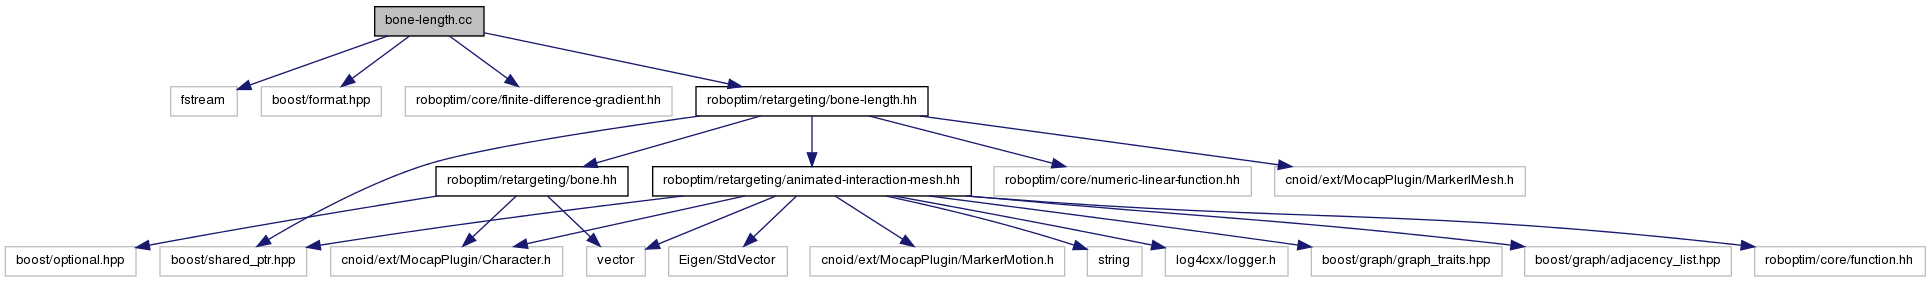 bone-length.cc
fstream
boost/format.hpp
roboptim/core/finite-difference-gradient.hh
roboptim/retargeting/bone-length.hh
roboptim/retargeting/bone.hh
roboptim/retargeting/animated-interaction-mesh.hh
roboptim/core/numeric-linear-function.hh
cnoid/ext/MocapPlugin/MarkerIMesh.h
boost/optional.hpp
boost/shared_ptr.hpp
cnoid/ext/MocapPlugin/Character.h
vector
Eigen/StdVector
cnoid/ext/MocapPlugin/MarkerMotion.h
string
log4cxx/logger.h
boost/graph/graph_traits.hpp
boost/graph/adjacency_list.hpp
roboptim/core/function.hh